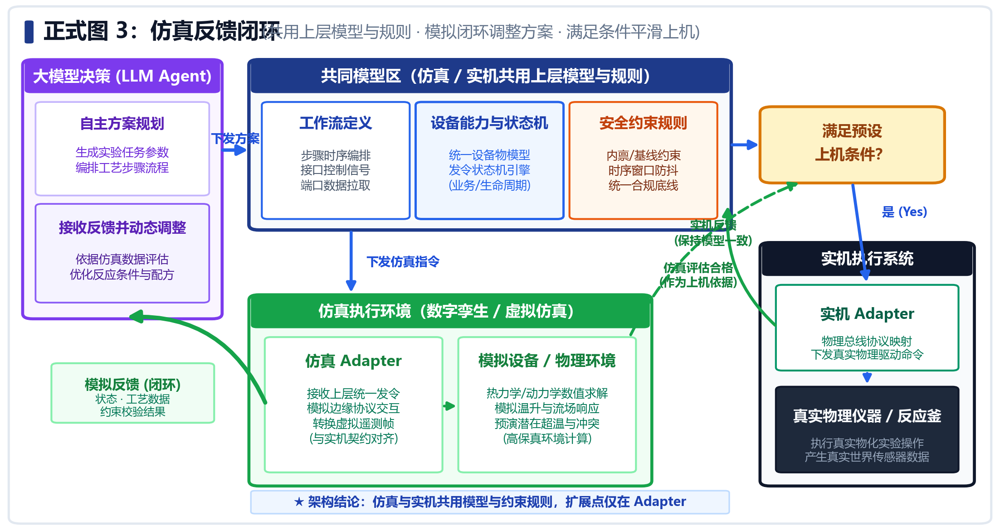 正式图 3：仿真反馈闭环
(共用上层模型与规则 · 模拟闭环调整方案 · 满足条件平滑上机)
大模型决策 (LLM Agent)
自主方案规划
生成实验任务参数
编排工艺步骤流程
接收反馈并动态调整
依据仿真数据评估
优化反应条件与配方
下发方案
共同模型区（仿真 / 实机共用上层模型与规则）
工作流定义
步骤时序编排
接口控制信号
端口数据拉取
设备能力与状态机
统一设备物模型
发令状态机引擎
(业务/生命周期)
安全约束规则
内禀/基线约束
时序窗口防抖
统一合规底线
满足预设
上机条件？
是 (Yes)
实机反馈
(保持模型一致)
仿真评估合格
(作为上机依据)
下发仿真指令
仿真执行环境（数字孪生 / 虚拟仿真）
仿真 Adapter
接收上层统一发令
模拟边缘协议交互
转换虚拟遥测帧
(与实机契约对齐)
模拟设备 / 物理环境
热力学/动力学数值求解
模拟温升与流场响应
预演潜在超温与冲突
(高保真环境计算)
模拟反馈 (闭环)
状态 · 工艺数据
约束校验结果
实机执行系统
实机 Adapter
物理总线协议映射
下发真实物理驱动命令
真实物理仪器 / 反应釜
执行真实物化实验操作
产生真实世界传感器数据
★ 架构结论：仿真与实机共用模型与约束规则，扩展点仅在 Adapter